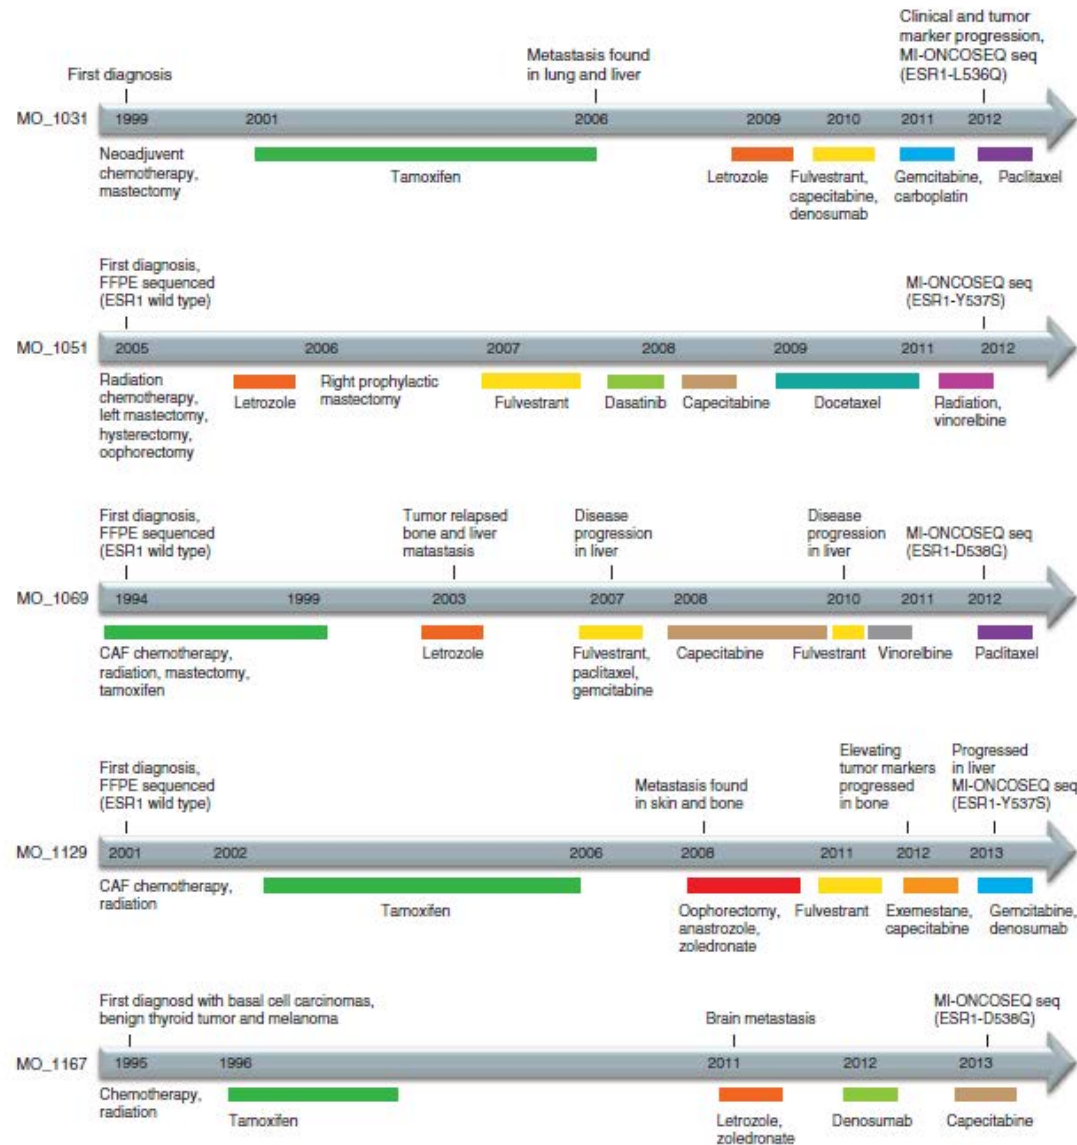 First diagnosis
Metastasis found
in lung and liver
Clinical and tumor
marker progression,
MI-ONCOSEQ seq
(ESR1-L536Q)
MO_1031
1999 2001 2006 2009 2010 2011 2012
Neoadjuvent
chemotherapy,
mastectomy
Tamoxifen
Letrozole
Fulvestrant,
capecitabine,
denosumab
Gemcitabine,
carboplatin
Paclitaxel
First diagnosis,
FFPE sequenced
(ESR1 wild type)
MI-ONCOSEQ seq
(ESR1-Y537S)
MO_1051
2005 2006 2007 2008 2009 2011 2012
Radiation
chemotherapy,
left mastectomy,
hysterectomy,
oophorectomy
Letrozole
Right prophylactic
mastectomy
Fulvestrant
Dasatinib
Capecitabine
Docetaxel
Radiation,
vinorelbine
First diagnosis,
FFPE sequenced
(ESR1 wild type)
Tumor relapsed
bone and liver
matastasis
Disease
progression
in liver
Disease
progression
in liver
MI-ONCOSEQ seq
(ESR1-D538G)
MO_1069
1994 1999 2003 2007 2008 2010 2011 2012
CAF chemotherapy,
radiation, mastectomy,
tamoxifen
Letrozole
Fulvestrant,
paclitaxel,
gemcitabine
Capecitabine
Fulvestrant
Vinorelbine
Paclitaxel
First diagnosis,
FFPE sequenced
(ESR1 wild type)
Metastasis found
in skin and bone
Elevating
tumor markers
progressed
in bone
Progressed
in liver
MI-ONCOSEQ seq
(ESR1-Y537S)
MO_1129
2001 2002 2006 2008 2011 2012 2013
CAF chemotherapy,
radiation
Tamoxifen
Oophorectomy,
anastrozole,
zoledronate
Fulvestrant
Exemestane,
capecitabine
Gemcitabine,
denosumab
First diagnosd with basal cell carcinomas,
benign thyroid tumor and melanoma
Brain metastasis
MI-ONCOSEQ seq
(ESR1-D538G)
MO_1167
1995 1996 2011 2012 2013
Chemotherapy,
radiation
Tamoxifen
Letrozole,
zoledronate
Denosumab
Capecitabine